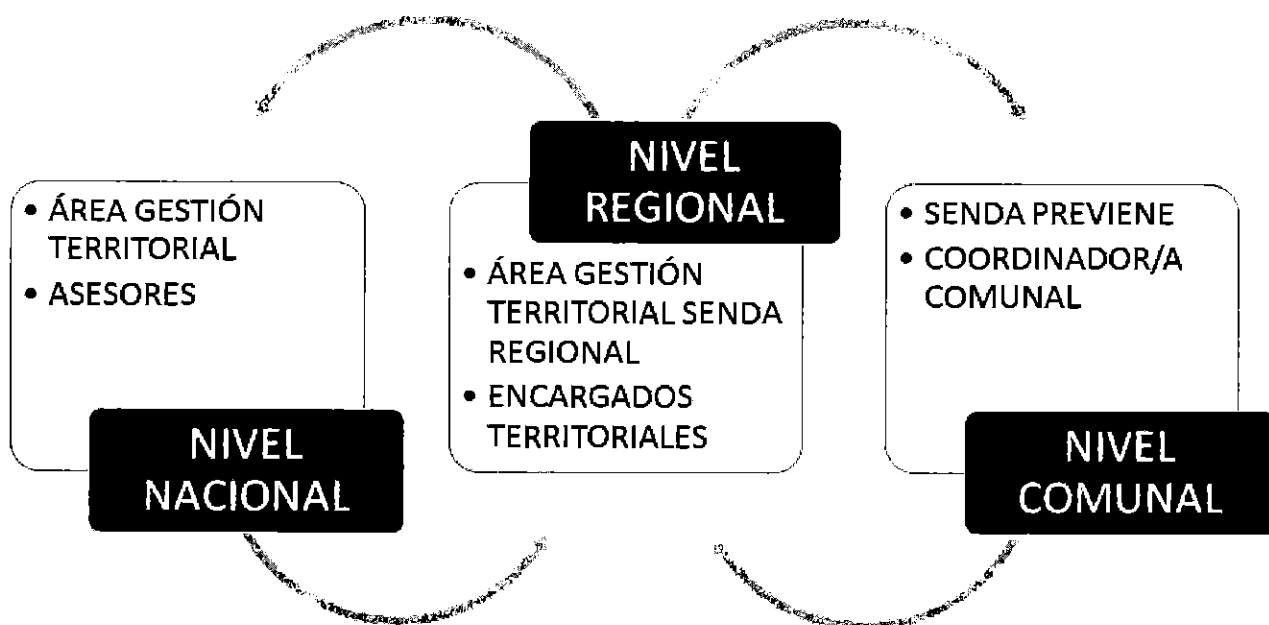 • ÁREA GESTIÓN
TERRITORIAL
• ASESORES
NIVEL
NACIONAL
NIVEL
REGIONAL
• ÁREA GESTIÓN
TERRITORIAL SENDA
REGIONAL
• ENCARGADOS
TERRITORIALES
• SENDA PREVIENE
• COORDINADOR/A
COMUNAL
NIVEL
COMUNAL